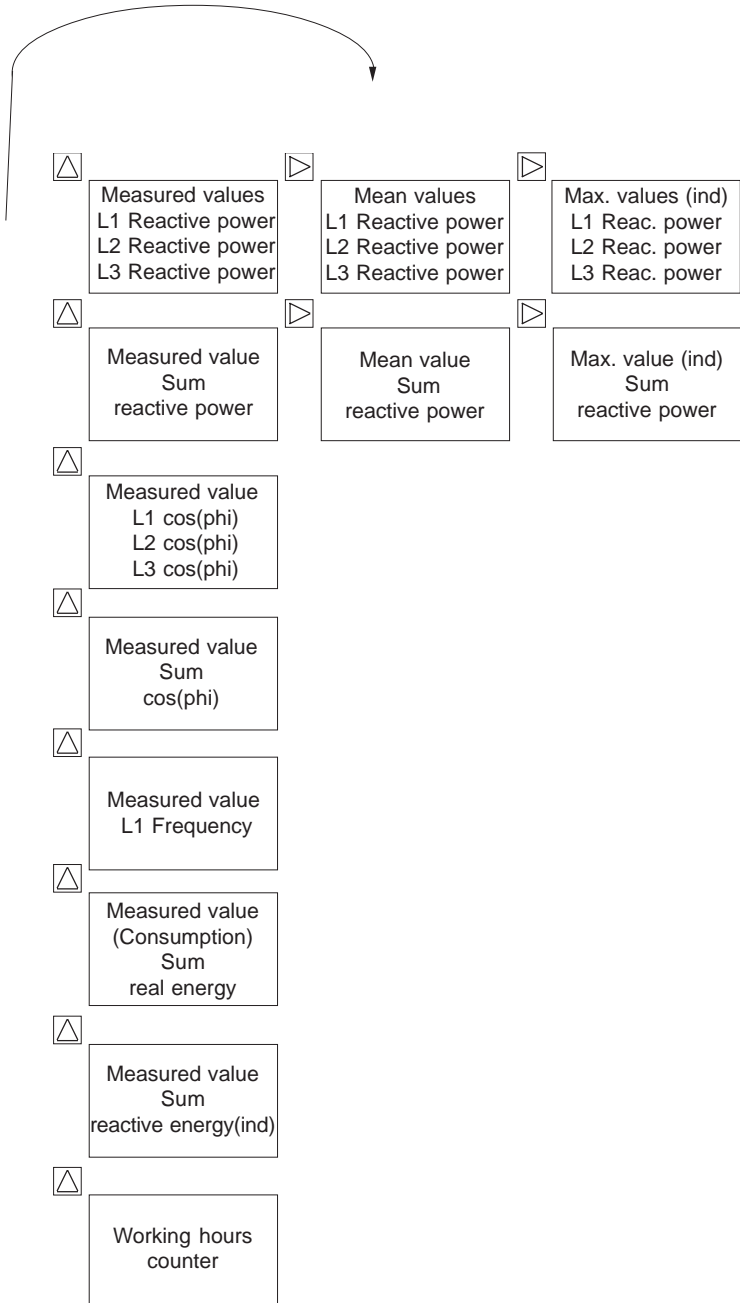 Measured values
L1 Reactive power
L2 Reactive power
L3 Reactive power
Mean values
L1 Reactive power
L2 Reactive power
L3 Reactive power
Max. values (ind)
L1 Reac. power
L2 Reac. power
L3 Reac. power
Measured value
Sum
reactive power
Mean value
Sum
reactive power
Max. value (ind)
Sum
reactive power
Measured value
L1 cos(phi)
L2 cos(phi)
L3 cos(phi)
Measured value
Sum
cos(phi)
Measured value
L1 Frequency
Measured value
(Consumption)
Sum
real energy
Measured value
Sum
reactive energy(ind)
Working hours
counter